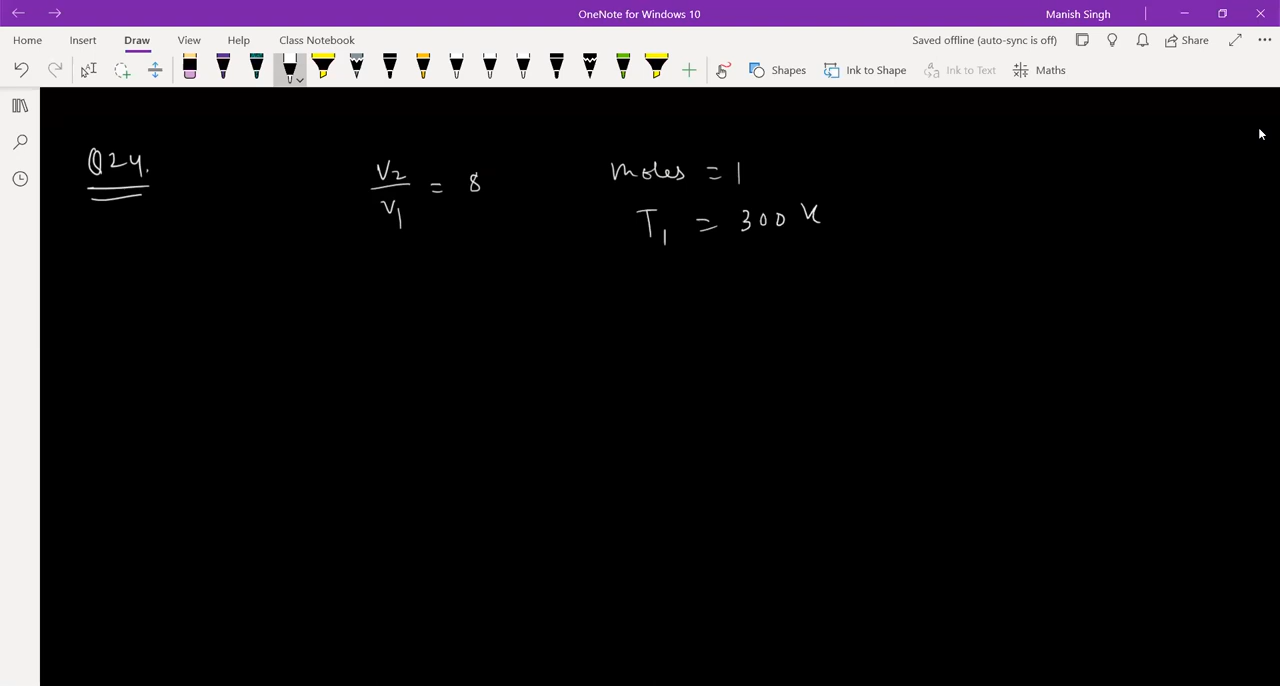 OneNote for Windows 10
Manish Singh
Home Insert Draw View Help Class Notebook
Saved offline (auto-sync is off) Share
Shapes Ink to Shape Ink to Text Maths
Q24.
V2/V1 = 8
moles = 1
T1 = 300 K